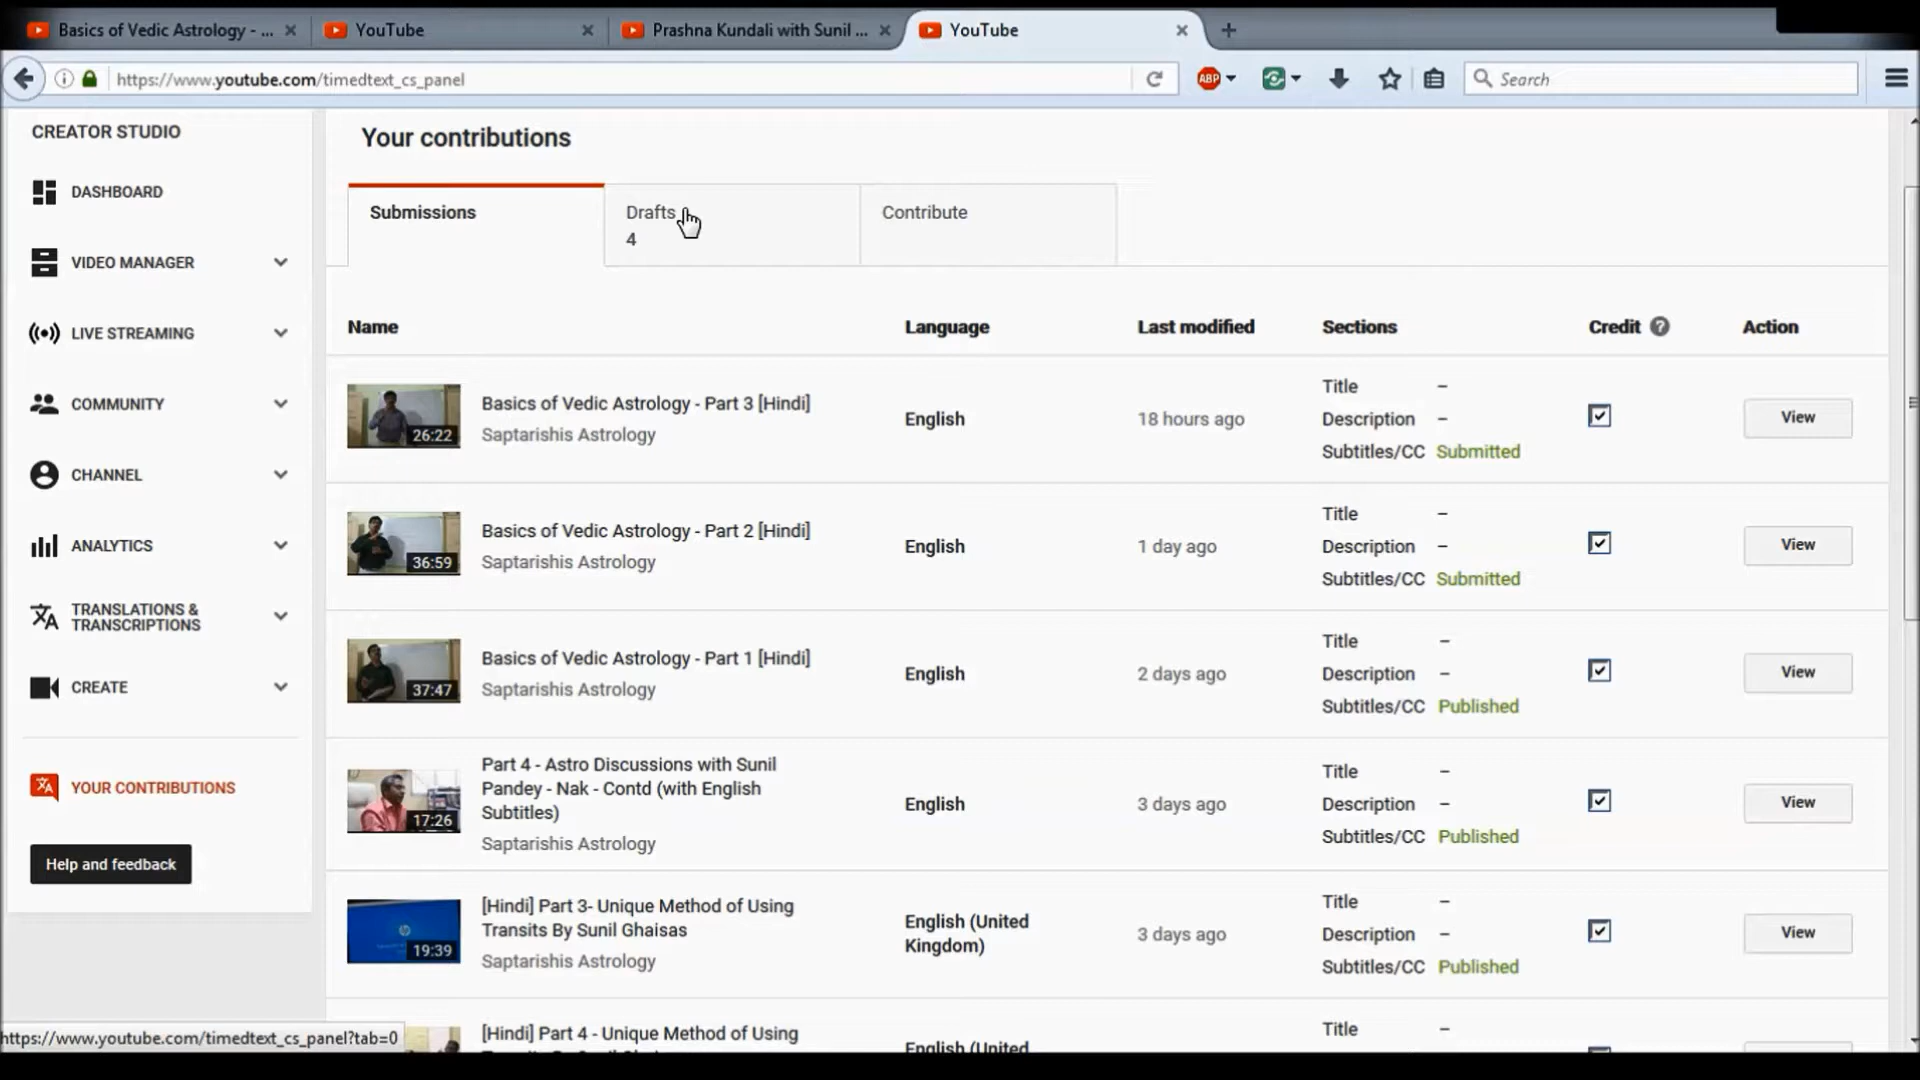 Basics of Vedic Astrology - ...
YouTube
Prashna Kundali with Sunil ...
YouTube
https://www.youtube.com/timedtext_cs_panel
ABP
Search
CREATOR STUDIO
DASHBOARD
VIDEO MANAGER
LIVE STREAMING
COMMUNITY
CHANNEL
ANALYTICS
TRANSLATIONS &
TRANSCRIPTIONS
CREATE
YOUR CONTRIBUTIONS
Help and feedback
Your contributions
Submissions
Drafts
4
Contribute
Name Language Last modified Sections Credit ? Action
26:22
Basics of Vedic Astrology - Part 3 [Hindi]
Saptarishis Astrology
English
18 hours ago
Title –
Description –
Subtitles/CC Submitted
View
36:59
Basics of Vedic Astrology - Part 2 [Hindi]
Saptarishis Astrology
English
1 day ago
Title –
Description –
Subtitles/CC Submitted
View
37:47
Basics of Vedic Astrology - Part 1 [Hindi]
Saptarishis Astrology
English
2 days ago
Title –
Description –
Subtitles/CC Published
View
17:26
Part 4 - Astro Discussions with Sunil
Pandey - Nak - Contd (with English
Subtitles)
Saptarishis Astrology
English
3 days ago
Title –
Description –
Subtitles/CC Published
View
19:39
[Hindi] Part 3- Unique Method of Using
Transits By Sunil Ghaisas
Saptarishis Astrology
English (United
Kingdom)
3 days ago
Title –
Description –
Subtitles/CC Published
View
[Hindi] Part 4 - Unique Method of Using
English (United
Title –
https://www.youtube.com/timedtext_cs_panel?tab=0